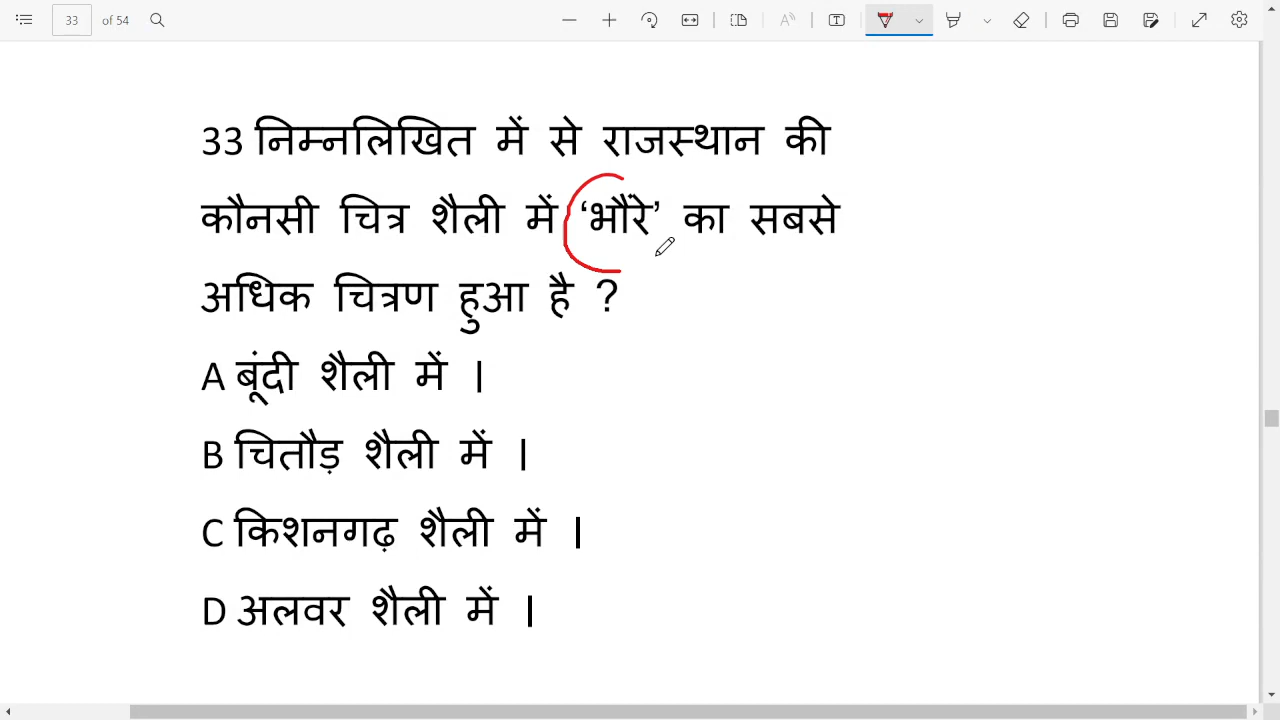 33 of 54
33 निम्नलिखित में से राजस्थान की
कौनसी चित्र शैली में ‘भौंरे’ का सबसे
अधिक चित्रण हुआ है ?
A बूंदी शैली में ।
B चितौड़ शैली में ।
C किशनगढ़ शैली में ।
D अलवर शैली में ।